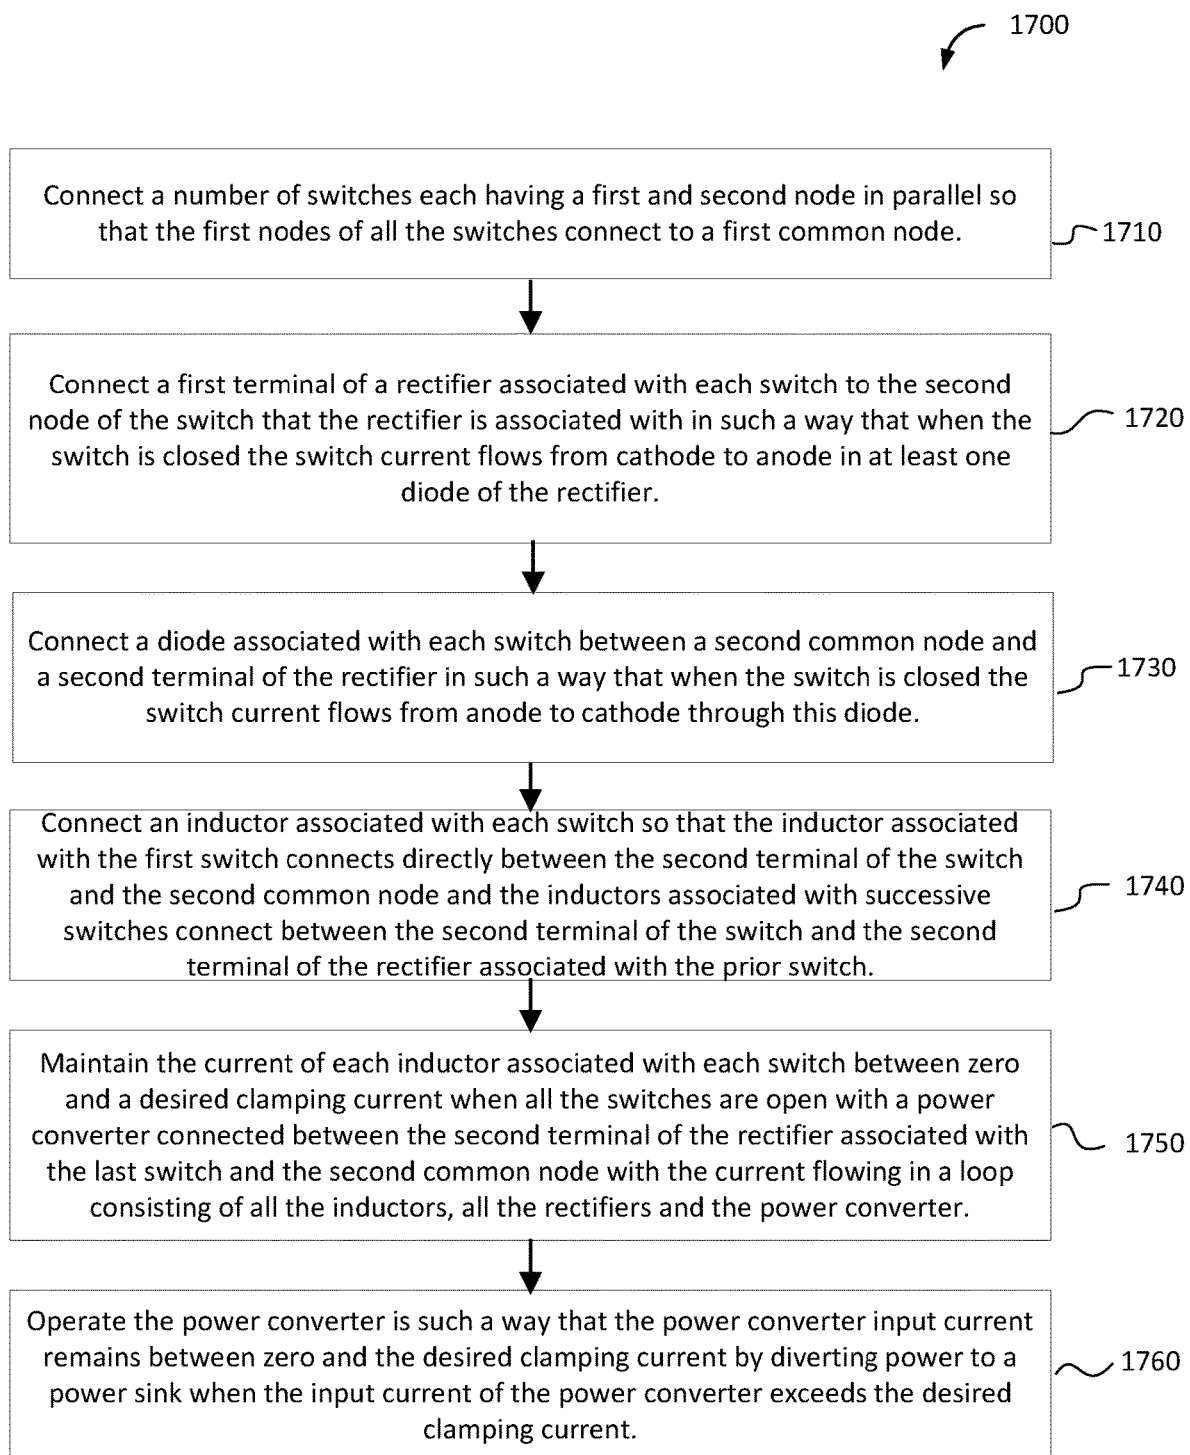 1700
Connect a number of switches each having a first and second node in parallel so
that the first nodes of all the switches connect to a first common node.
1710
Connect a first terminal of a rectifier associated with each switch to the second
node of the switch that the rectifier is associated with in such a way that when the
switch is closed the switch current flows from cathode to anode in at least one
diode of the rectifier.
1720
Connect a diode associated with each switch between a second common node and
a second terminal of the rectifier in such a way that when the switch is closed the
switch current flows from anode to cathode through this diode.
1730
Connect an inductor associated with each switch so that the inductor associated
with the first switch connects directly between the second terminal of the switch
and the second common node and the inductors associated with successive
switches connect between the second terminal of the switch and the second
terminal of the rectifier associated with the prior switch.
1740
Maintain the current of each inductor associated with each switch between zero
and a desired clamping current when all the switches are open with a power
converter connected between the second terminal of the rectifier associated with
the last switch and the second common node with the current flowing in a loop
consisting of all the inductors, all the rectifiers and the power converter.
1750
Operate the power converter is such a way that the power converter input current
remains between zero and the desired clamping current by diverting power to a
power sink when the input current of the power converter exceeds the desired
clamping current.
1760